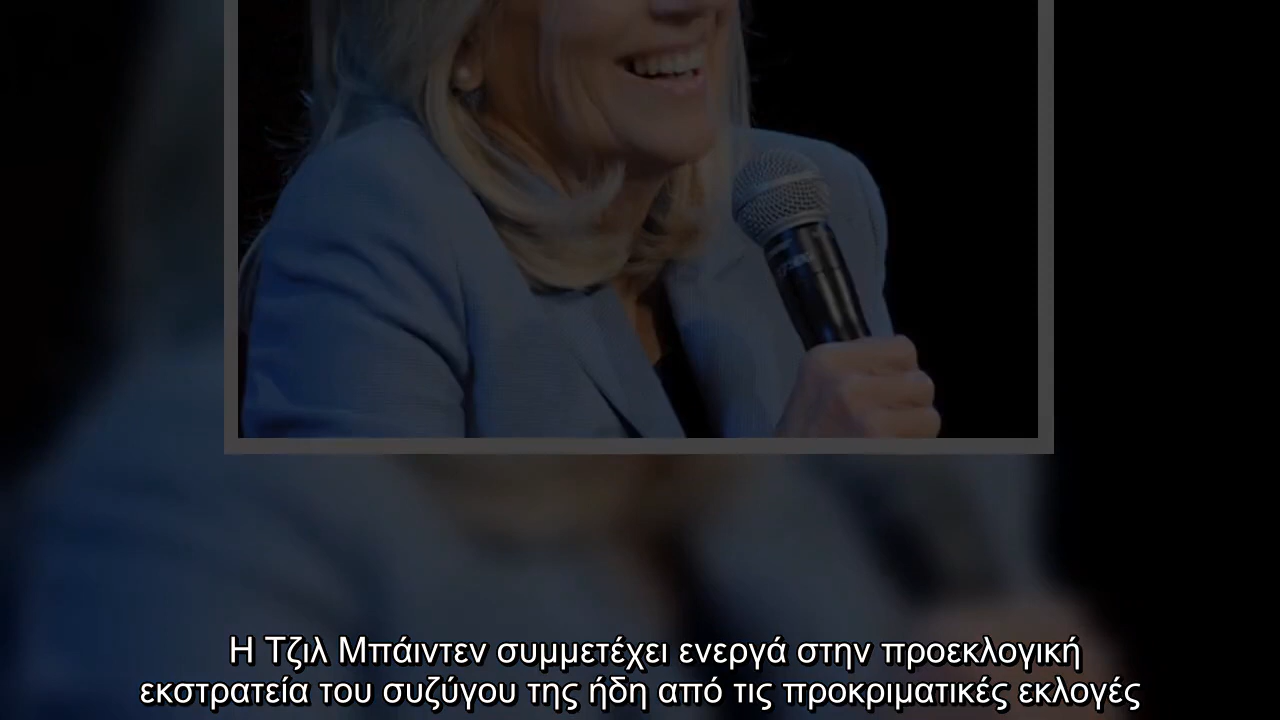 Η Τζιλ Μπάιντεν συμμετέχει ενεργά στην προεκλογική
εκστρατεία του συζύγου της ήδη από τις προκριματικές εκλογές